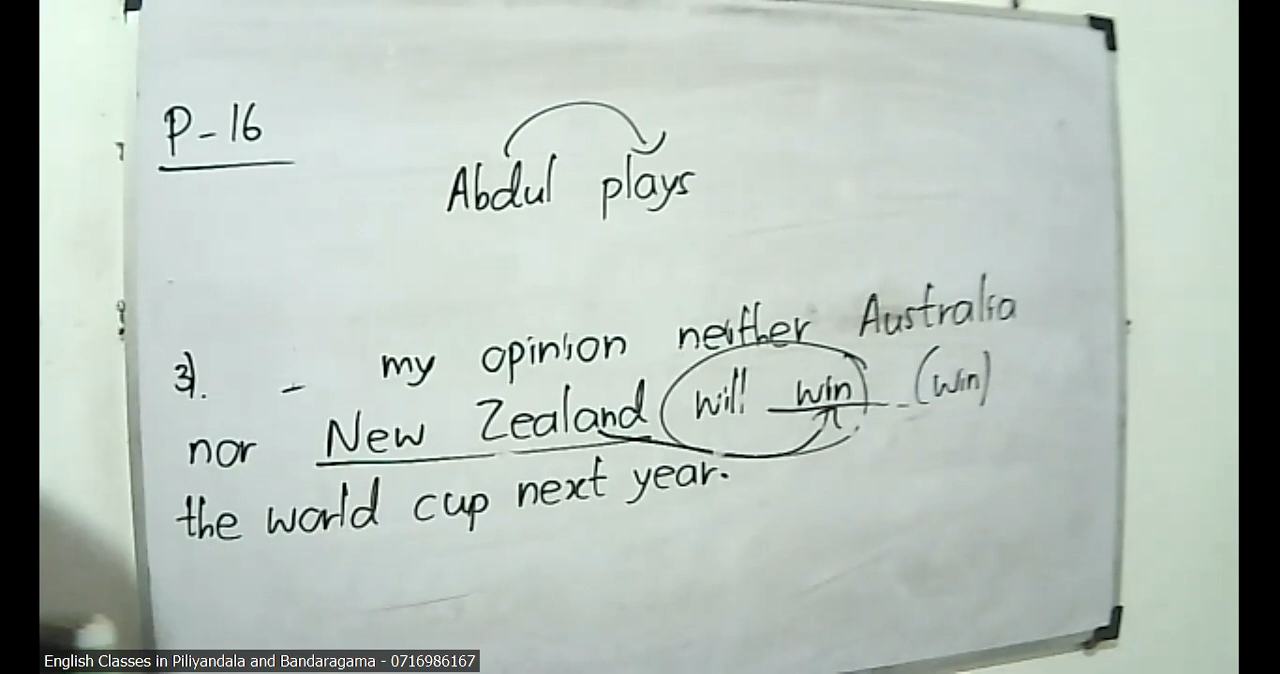 P-16
Abdul plays
3). - my opinion neither Australia
nor New Zealand will win (win)
the world cup next year.
English Classes in Piliyandala and Bandaragama - 0716986167